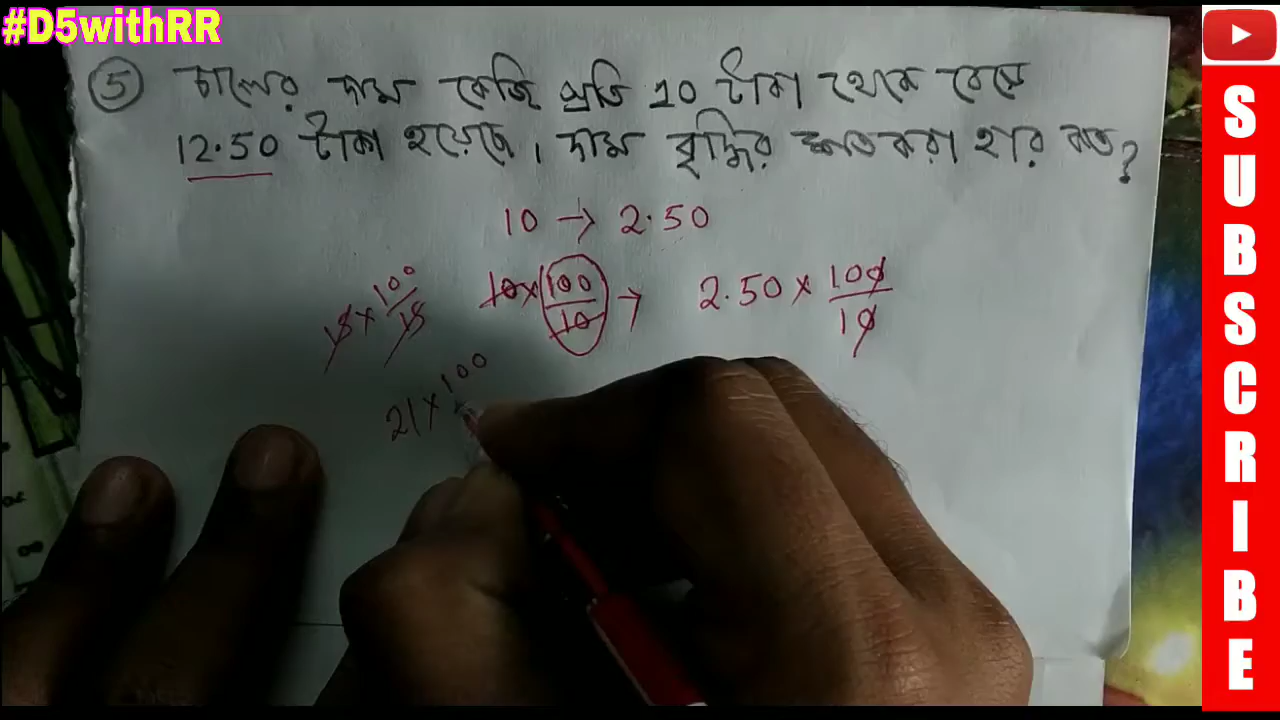 #D5withRR
⑤ চালের দাম কেজি প্রতি 10 টাকা থেকে বেড়ে
12.50 টাকা হয়েছে। দাম বৃদ্ধির শতকরা হার কত?
10 → 2.50
15 × 100/15
10 × 100/10 → 2.50 × 100/10
21 × 100
SUBSCRIBE